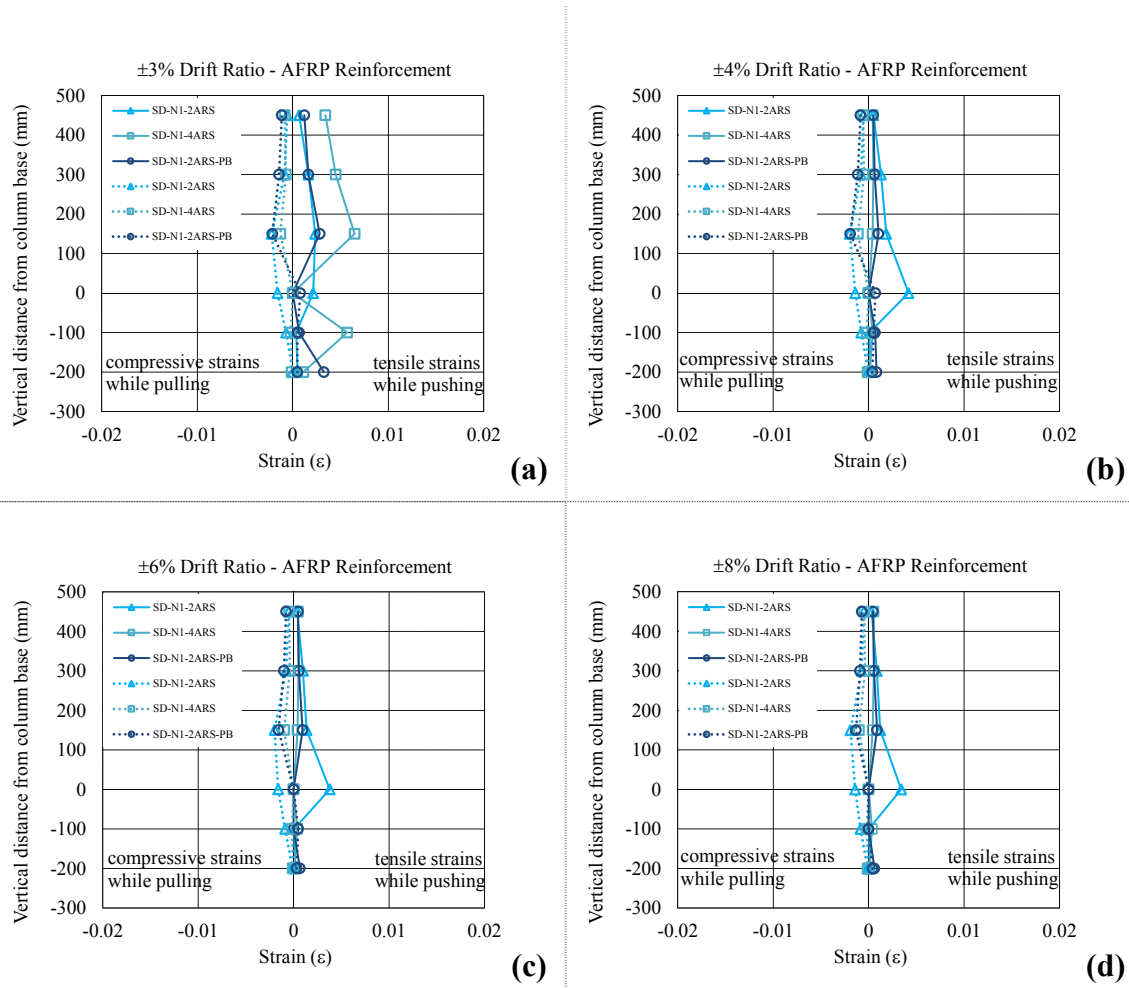 ±3% Drift Ratio - AFRP Reinforcement
Vertical distance from column base (mm)
500
400
300
200
100
0
-100
-200
-300
SD-N1-2ARS
SD-N1-4ARS
SD-N1-2ARS-PB
SD-N1-2ARS
SD-N1-4ARS
SD-N1-2ARS-PB
compressive strains
while pulling
tensile strains
while pushing
-0.02
-0.01
0
0.01
0.02
Strain (ε)
(a)
±4% Drift Ratio - AFRP Reinforcement
Vertical distance from column base (mm)
500
400
300
200
100
0
-100
-200
-300
SD-N1-2ARS
SD-N1-4ARS
SD-N1-2ARS-PB
SD-N1-2ARS
SD-N1-4ARS
SD-N1-2ARS-PB
compressive strains
while pulling
tensile strains
while pushing
-0.02
-0.01
0
0.01
0.02
Strain (ε)
(b)
±6% Drift Ratio - AFRP Reinforcement
Vertical distance from column base (mm)
500
400
300
200
100
0
-100
-200
-300
SD-N1-2ARS
SD-N1-4ARS
SD-N1-2ARS-PB
SD-N1-2ARS
SD-N1-4ARS
SD-N1-2ARS-PB
compressive strains
while pulling
tensile strains
while pushing
-0.02
-0.01
0
0.01
0.02
Strain (ε)
(c)
±8% Drift Ratio - AFRP Reinforcement
Vertical distance from column base (mm)
500
400
300
200
100
0
-100
-200
-300
SD-N1-2ARS
SD-N1-4ARS
SD-N1-2ARS-PB
SD-N1-2ARS
SD-N1-4ARS
SD-N1-2ARS-PB
compressive strains
while pulling
tensile strains
while pushing
-0.02
-0.01
0
0.01
0.02
Strain (ε)
(d)